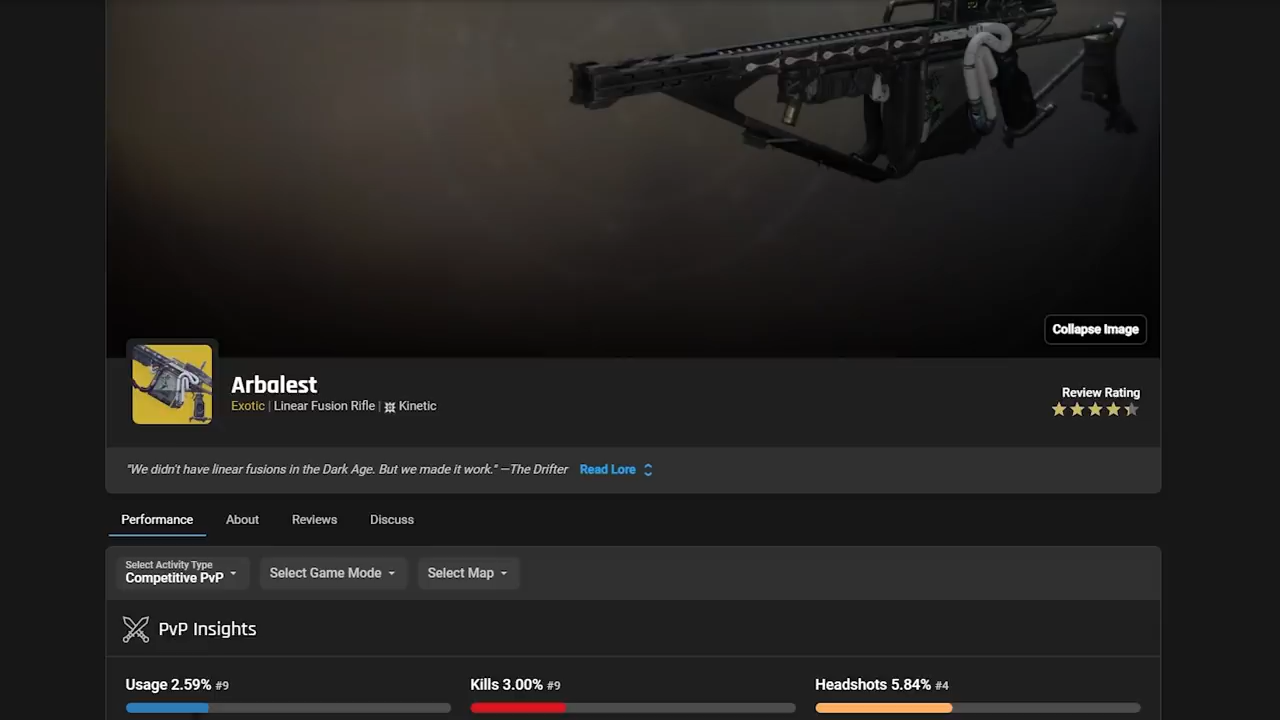 Collapse Image
Arbalest
Exotic | Linear Fusion Rifle | Kinetic
Review Rating
"We didn't have linear fusions in the Dark Age. But we made it work." —The Drifter Read Lore
Performance About Reviews Discuss
Select Activity Type
Competitive PvP Select Game Mode Select Map
PvP Insights
Usage 2.59% #9 Kills 3.00% #9 Headshots 5.84% #4